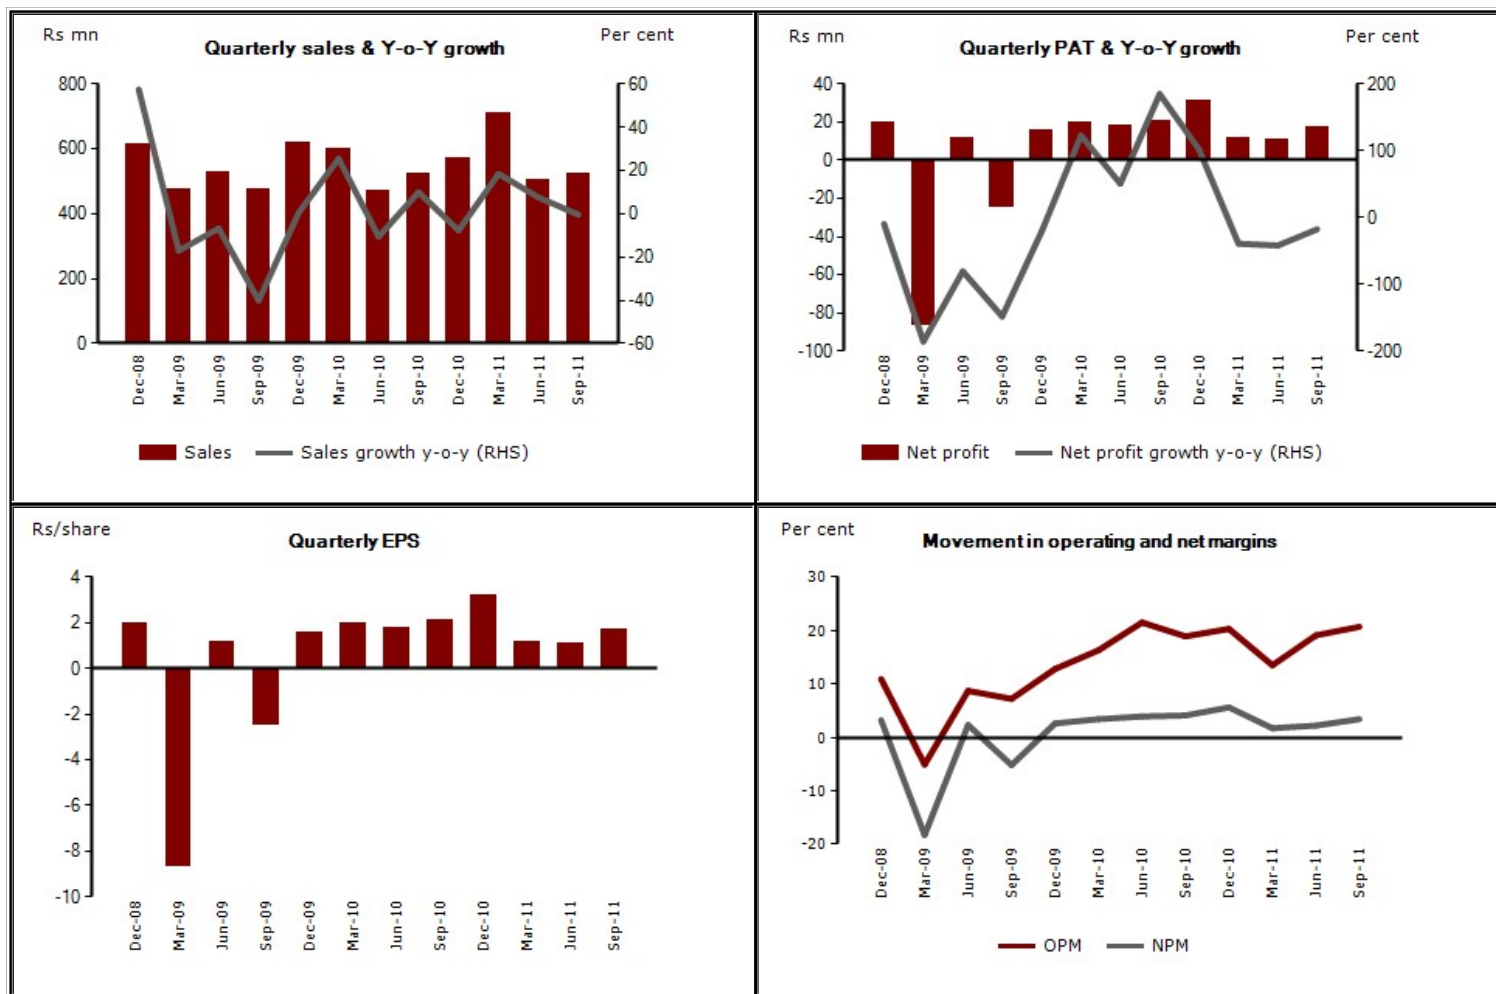 Rs mn
Quarterly sales & Y-o-Y growth
Per cent
800
600
400
200
0
60
40
20
0
-20
-40
-60
Dec-08
Mar-09
Jun-09
Sep-09
Dec-09
Mar-10
Jun-10
Sep-10
Dec-10
Mar-11
Jun-11
Sep-11
Sales
Sales growth y-o-y (RHS)
Rs mn
Quarterly PAT & Y-o-Y growth
Per cent
40
20
0
-20
-40
-60
-80
-100
200
100
0
-100
-200
Dec-08
Mar-09
Jun-09
Sep-09
Dec-09
Mar-10
Jun-10
Sep-10
Dec-10
Mar-11
Jun-11
Sep-11
Net profit
Net profit growth y-o-y (RHS)
Rs/share
Quarterly EPS
4
2
0
-2
-4
-6
-8
-10
Dec-08
Mar-09
Jun-09
Sep-09
Dec-09
Mar-10
Jun-10
Sep-10
Dec-10
Mar-11
Jun-11
Sep-11
Per cent
Movement in operating and net margins
30
20
10
0
-10
-20
Dec-08
Mar-09
Jun-09
Sep-09
Dec-09
Mar-10
Jun-10
Sep-10
Dec-10
Mar-11
Jun-11
Sep-11
OPM
NPM